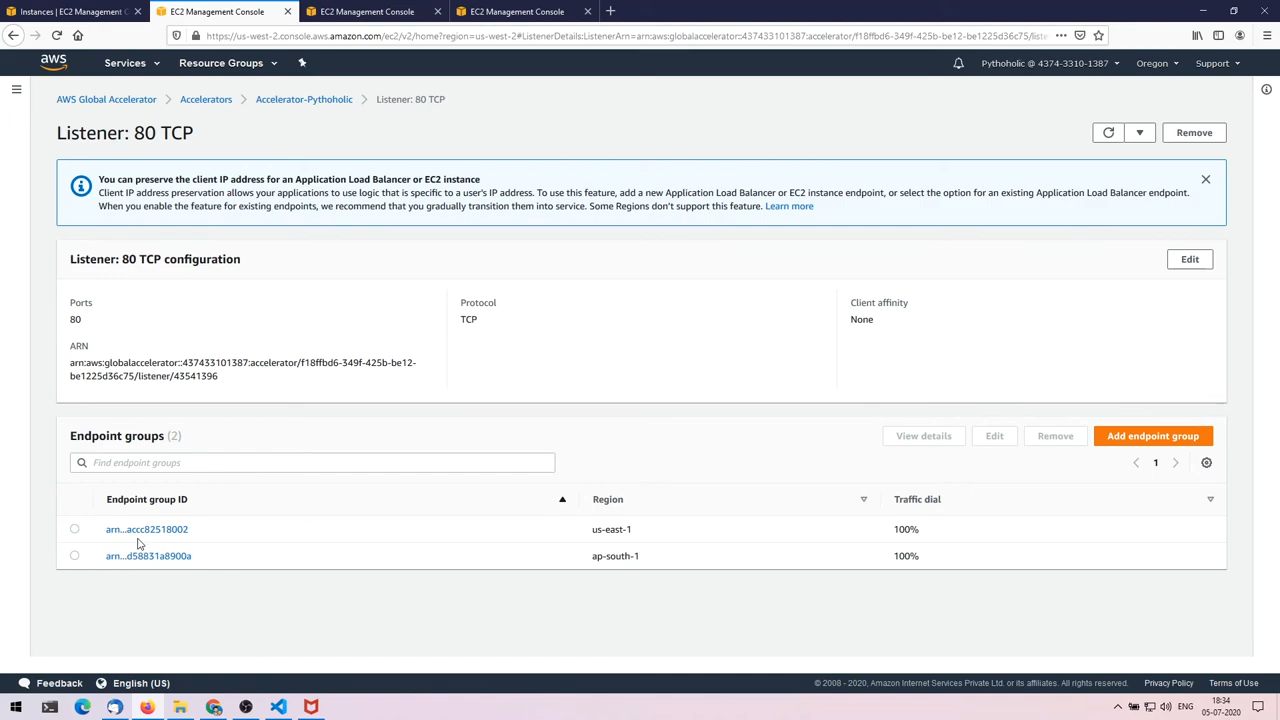 Instances | EC2 Management C
EC2 Management Console
EC2 Management Console
EC2 Management Console
https://us-west-2.console.aws.amazon.com/ec2/v2/home?region=us-west-2#ListenerDetails:ListenerArn=arn:aws:globalaccelerator::437433101387:accelerator/f18ffbd6-349f-425b-be12-be1225d36c75/liste
aws
Services
Resource Groups
Pythoholic @ 4374-3310-1387
Oregon
Support
AWS Global Accelerator
Accelerators
Accelerator-Pythoholic
Listener: 80 TCP
Listener: 80 TCP
Remove
You can preserve the client IP address for an Application Load Balancer or EC2 instance
Client IP address preservation allows your applications to use logic that is specific to a user's IP address. To use this feature, add a new Application Load Balancer or EC2 instance endpoint, or select the option for an existing Application Load Balancer endpoint.
When you enable the feature for existing endpoints, we recommend that you gradually transition them into service. Some Regions don't support this feature. Learn more
Listener: 80 TCP configuration
Edit
Ports
80
Protocol
TCP
Client affinity
None
ARN
arn:aws:globalaccelerator::437433101387:accelerator/f18ffbd6-349f-425b-be12-
be1225d36c75/listener/43541396
Endpoint groups (2)
View details
Edit
Remove
Add endpoint group
Find endpoint groups
1
Endpoint group ID
Region
Traffic dial
arn...accc82518002
us-east-1
100%
arn...d58831a8900a
ap-south-1
100%
Feedback
English (US)
© 2008 - 2020, Amazon Internet Services Private Ltd. or its affiliates. All rights reserved.
Privacy Policy
Terms of Use
ENG
18:34
05-07-2020